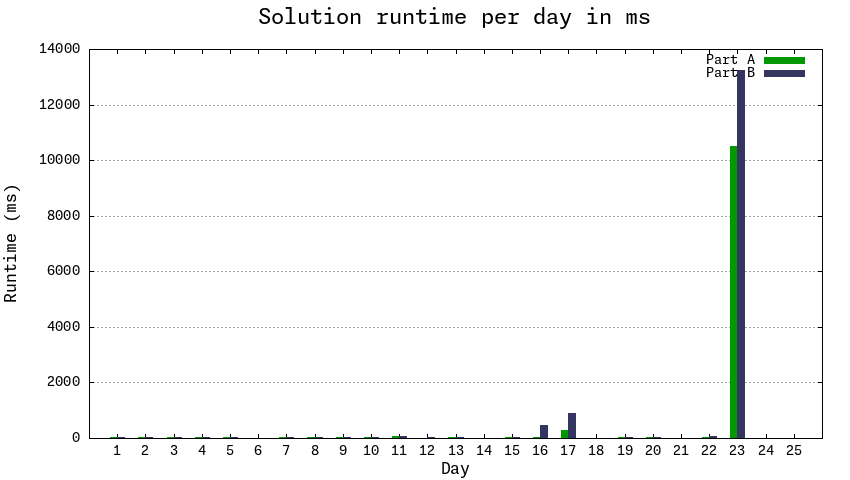 Solution runtime per day in ms
14000
12000
10000
8000
6000
4000
2000
0
Runtime (ms)
Part A
Part B
1 2 3 4 5 6 7 8 9 10 11 12 13 14 15 16 17 18 19 20 21 22 23 24 25
Day